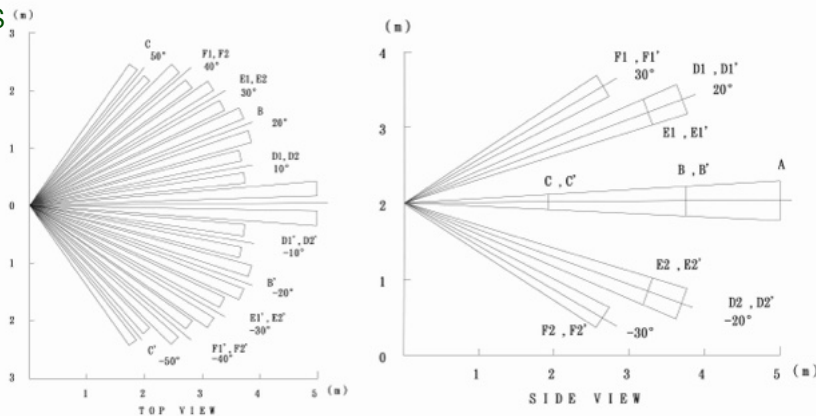 S
(m)
3
2
1
0
1
2
3
C
50°
F1, F2
40°
E1, E2
30°
B
20°
D1, D2
10°
D1', D2'
-10°
B'
-20°
E1', E2'
-30°
F1', F2'
-40°
C'
-50°
1 2 3 4 5 (m)
TOP VIEW
(m)
4
3
2
1
0
F1 , F1'
30°
D1 , D1'
20°
E1 , E1'
C , C'
B , B'
A
E2 , E2'
D2 , D2'
-20°
F2 , F2'
-30°
1 2 3 4 5 (m)
SIDE VIEW